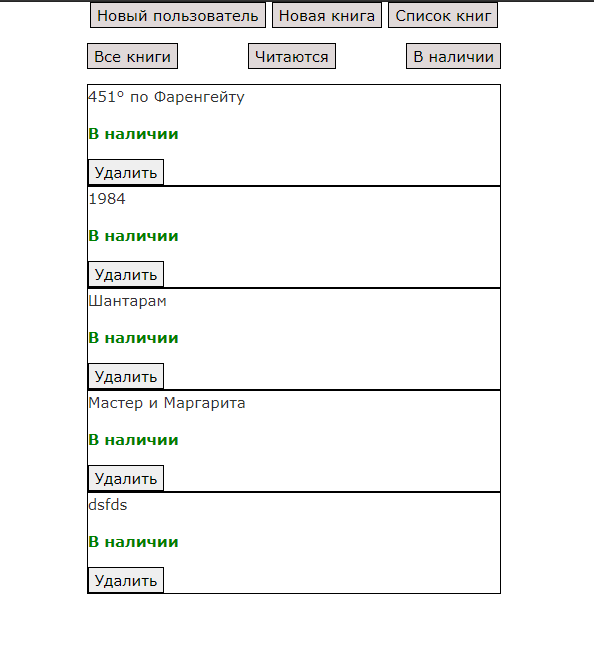 Новый пользователь Новая книга Список книг
Все книги Читаются В наличии
451° по Фаренгейту
В наличии
Удалить
1984
В наличии
Удалить
Шантарам
В наличии
Удалить
Мастер и Маргарита
В наличии
Удалить
dsfds
В наличии
Удалить